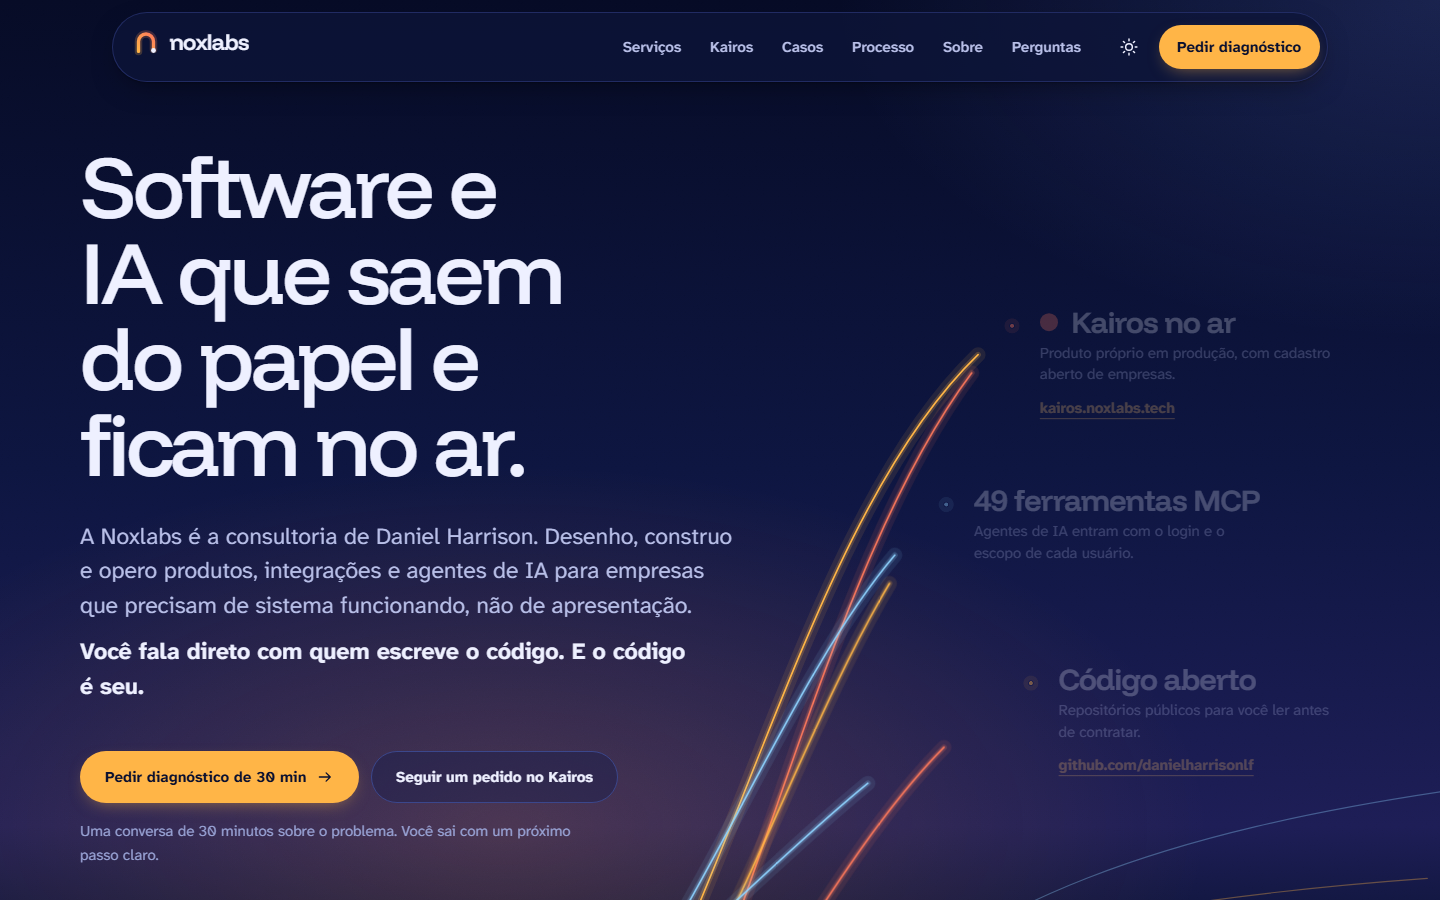 noxlabs
Serviços
Kairos
Casos
Processo
Sobre
Perguntas
Pedir diagnóstico
Software e
IA que saem
do papel e
ficam no ar.
A Noxlabs é a consultoria de Daniel Harrison. Desenho, construo
e opero produtos, integrações e agentes de IA para empresas
que precisam de sistema funcionando, não de apresentação.
Você fala direto com quem escreve o código. E o código
é seu.
Pedir diagnóstico de 30 min →
Seguir um pedido no Kairos
Uma conversa de 30 minutos sobre o problema. Você sai com um próximo
passo claro.
Kairos no ar
Produto próprio em produção, com cadastro
aberto de empresas.
kairos.noxlabs.tech
49 ferramentas MCP
Agentes de IA entram com o login e o
escopo de cada usuário.
Código aberto
Repositórios públicos para você ler antes
de contratar.
github.com/danielharrisonlf